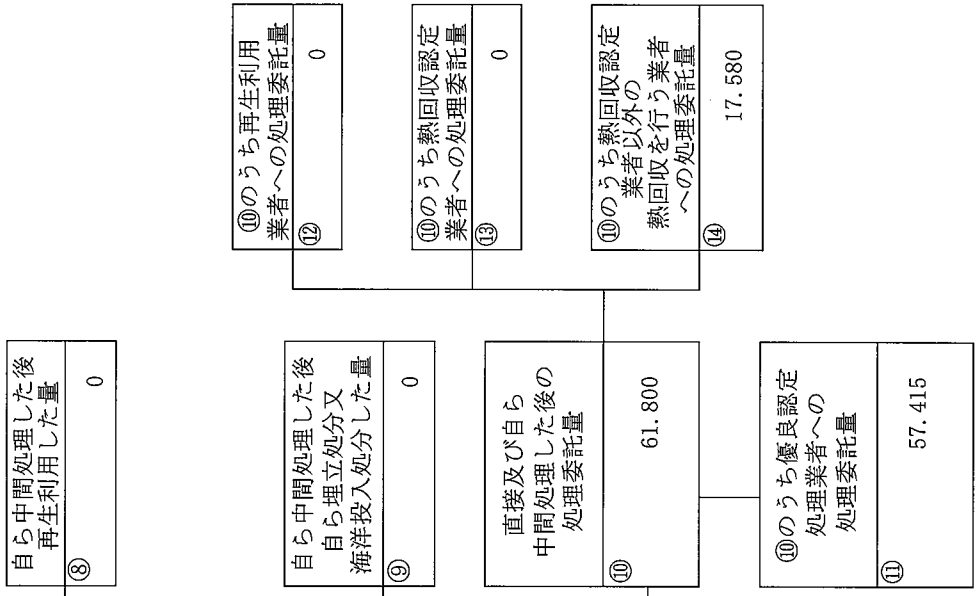 自ら中間処理した後
再生利用した量
⑧
0
自ら中間処理した後
自ら埋立処分又
海洋投入処分した量
⑨
0
直接及び自ら
中間処理した後の
処理委託量
⑩
61.800
⑩のうち優良認定
処理業者への
処理委託量
⑪
57.415
⑩のうち再生利用
業者への処理委託量
⑫
0
⑩のうち熱回収認定
業者への処理委託量
⑬
0
⑩のうち熱回収認定
業者以外の
熱回収を行う業者
への処理委託量
⑭
17.580